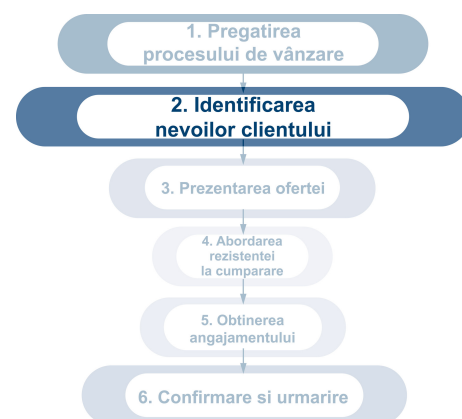 1. Pregatirea
procesului de vânzare
2. Identificarea
nevoilor clientului
3. Prezentarea ofertei
4. Abordarea
rezistentei
la cumparare
5. Obtinerea
angajamentului
6. Confirmare si urmarire